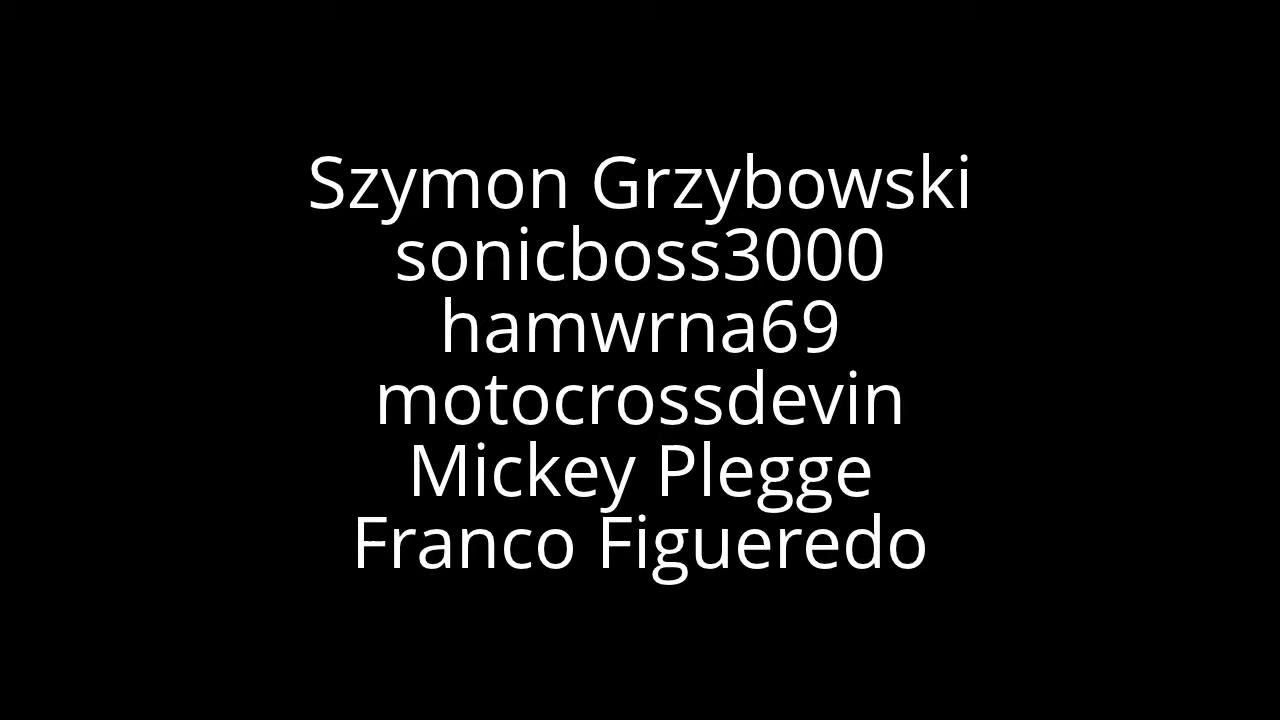 Szymon Grzybowski
sonicboss3000
hamwrna69
motocrossdevin
Mickey Plegge
Franco Figueredo